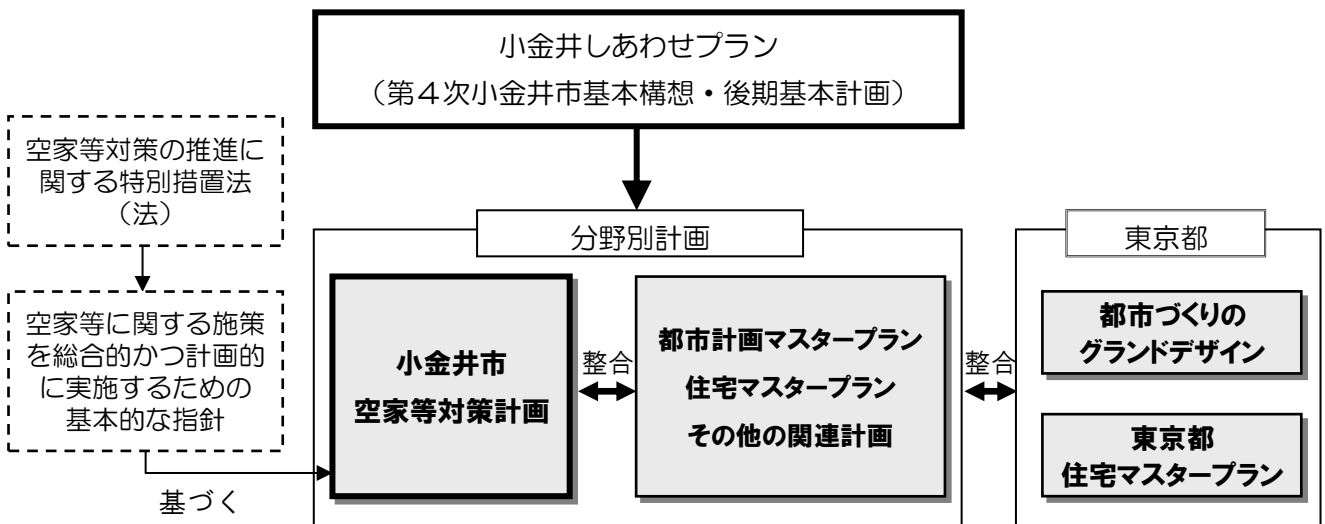 小金井しあわせプラン
（第４次小金井市基本構想・後期基本計画）
空家等対策の推進に
関する特別措置法
（法）
空家等に関する施策
を総合的かつ計画的
に実施するための
基本的な指針
基づく
分野別計画
小金井市
空家等対策計画
整合
都市計画マスタープラン
住宅マスタープラン
その他の関連計画
整合
東京都
都市づくりの
グランドデザイン
東京都
住宅マスタープラン